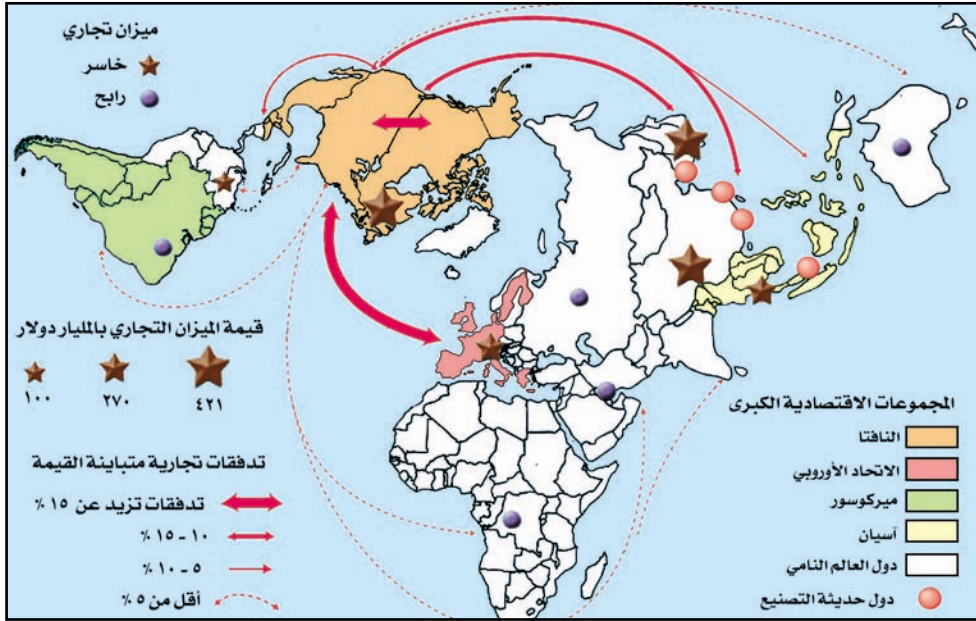 ميزان تجاري
خاسر
رابح
قيمة الميزان التجاري بالمليار دولار
١٠٠
٢٧٠
٤٢١
تدفقات تجارية متباينة القيمة
تدفقات تزيد عن ١٥ %
١٠ - ١٥ %
٥ - ١٠ %
أقل من ٥ %
المجموعات الاقتصادية الكبرى
النافتا
الاتحاد الأوروبي
ميركوسور
آسيان
دول العالم النامي
دول حديثة التصنيع